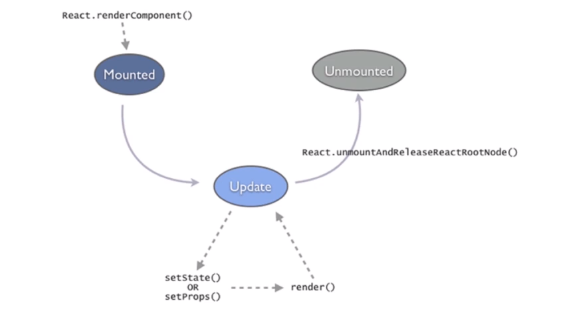 React.renderComponent()
Mounted
Unmounted
React.unmountAndReleaseReactRootNode()
Update
setState()
OR
setProps()
render()